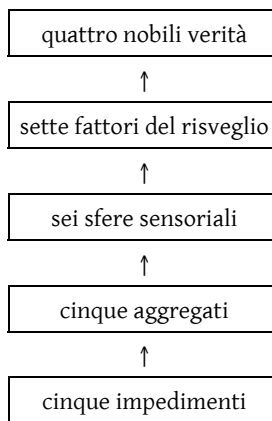 quattro nobili verità
↑
sette fattori del risveglio
↑
sei sfere sensoriali
↑
cinque aggregati
↑
cinque impedimenti